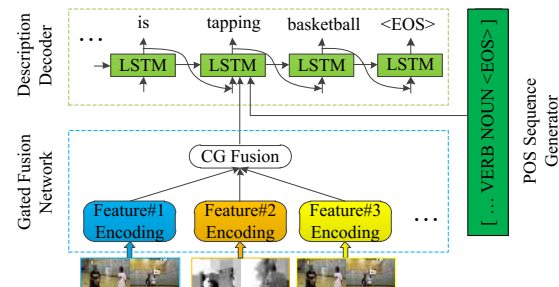 Description
Decoder
...
is
tapping
basketball
<EOS>
LSTM
LSTM
LSTM
LSTM
Gated Fusion
Network
CG Fusion
Feature#1
Encoding
Feature#2
Encoding
Feature#3
Encoding
...
[ ... VERB NOUN <EOS> ]
POS Sequence
Generator